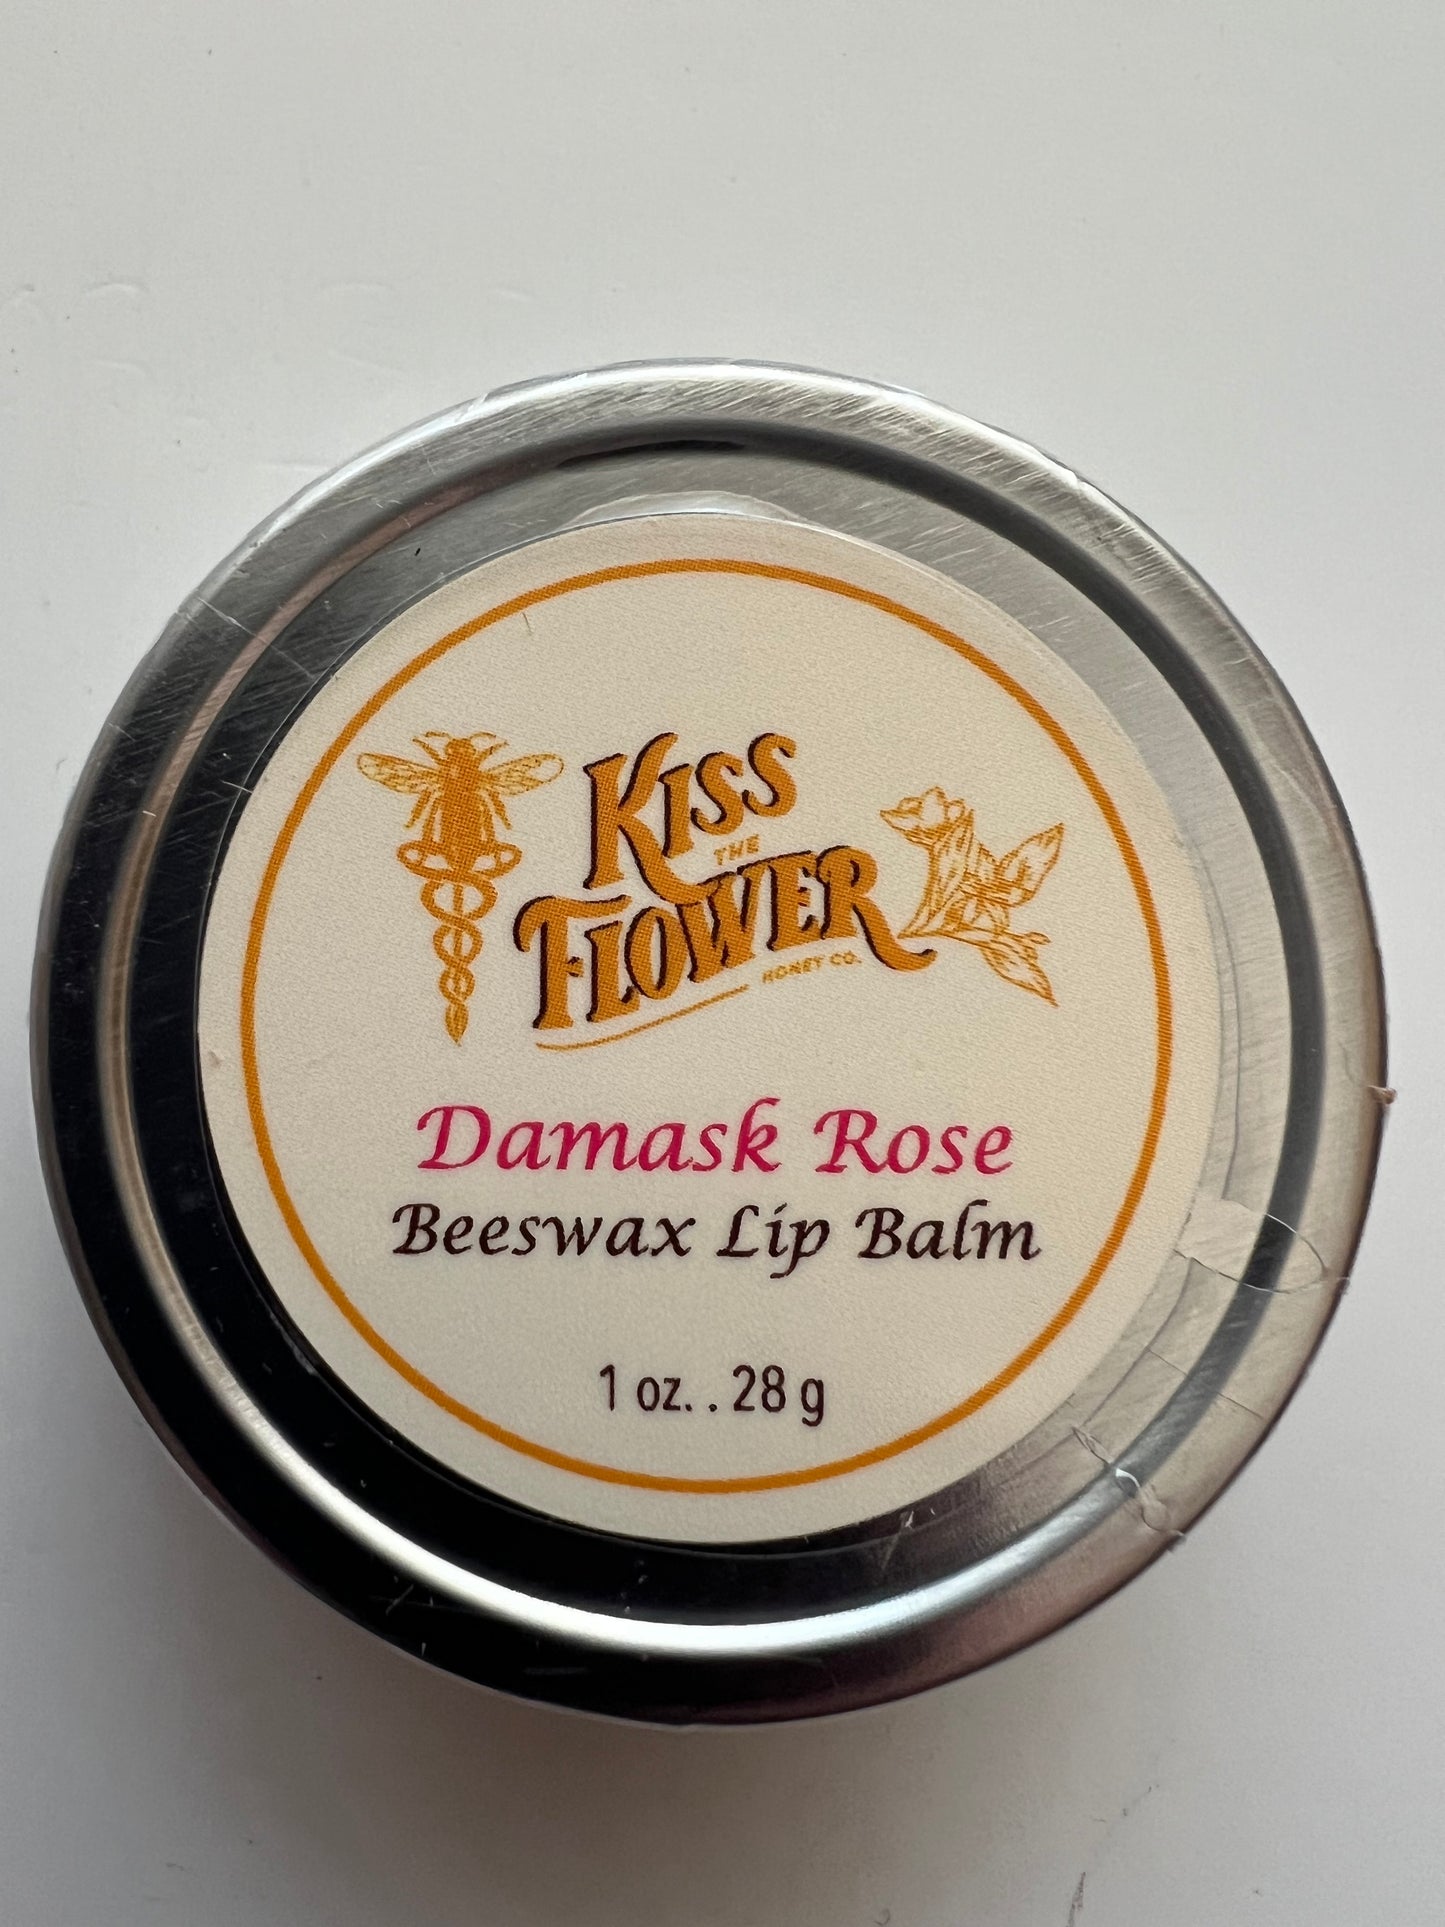 Kiss
THE
FLOWER
HONEY CO.
Damask Rose
Beeswax Lip Balm
1 oz. . 28 g